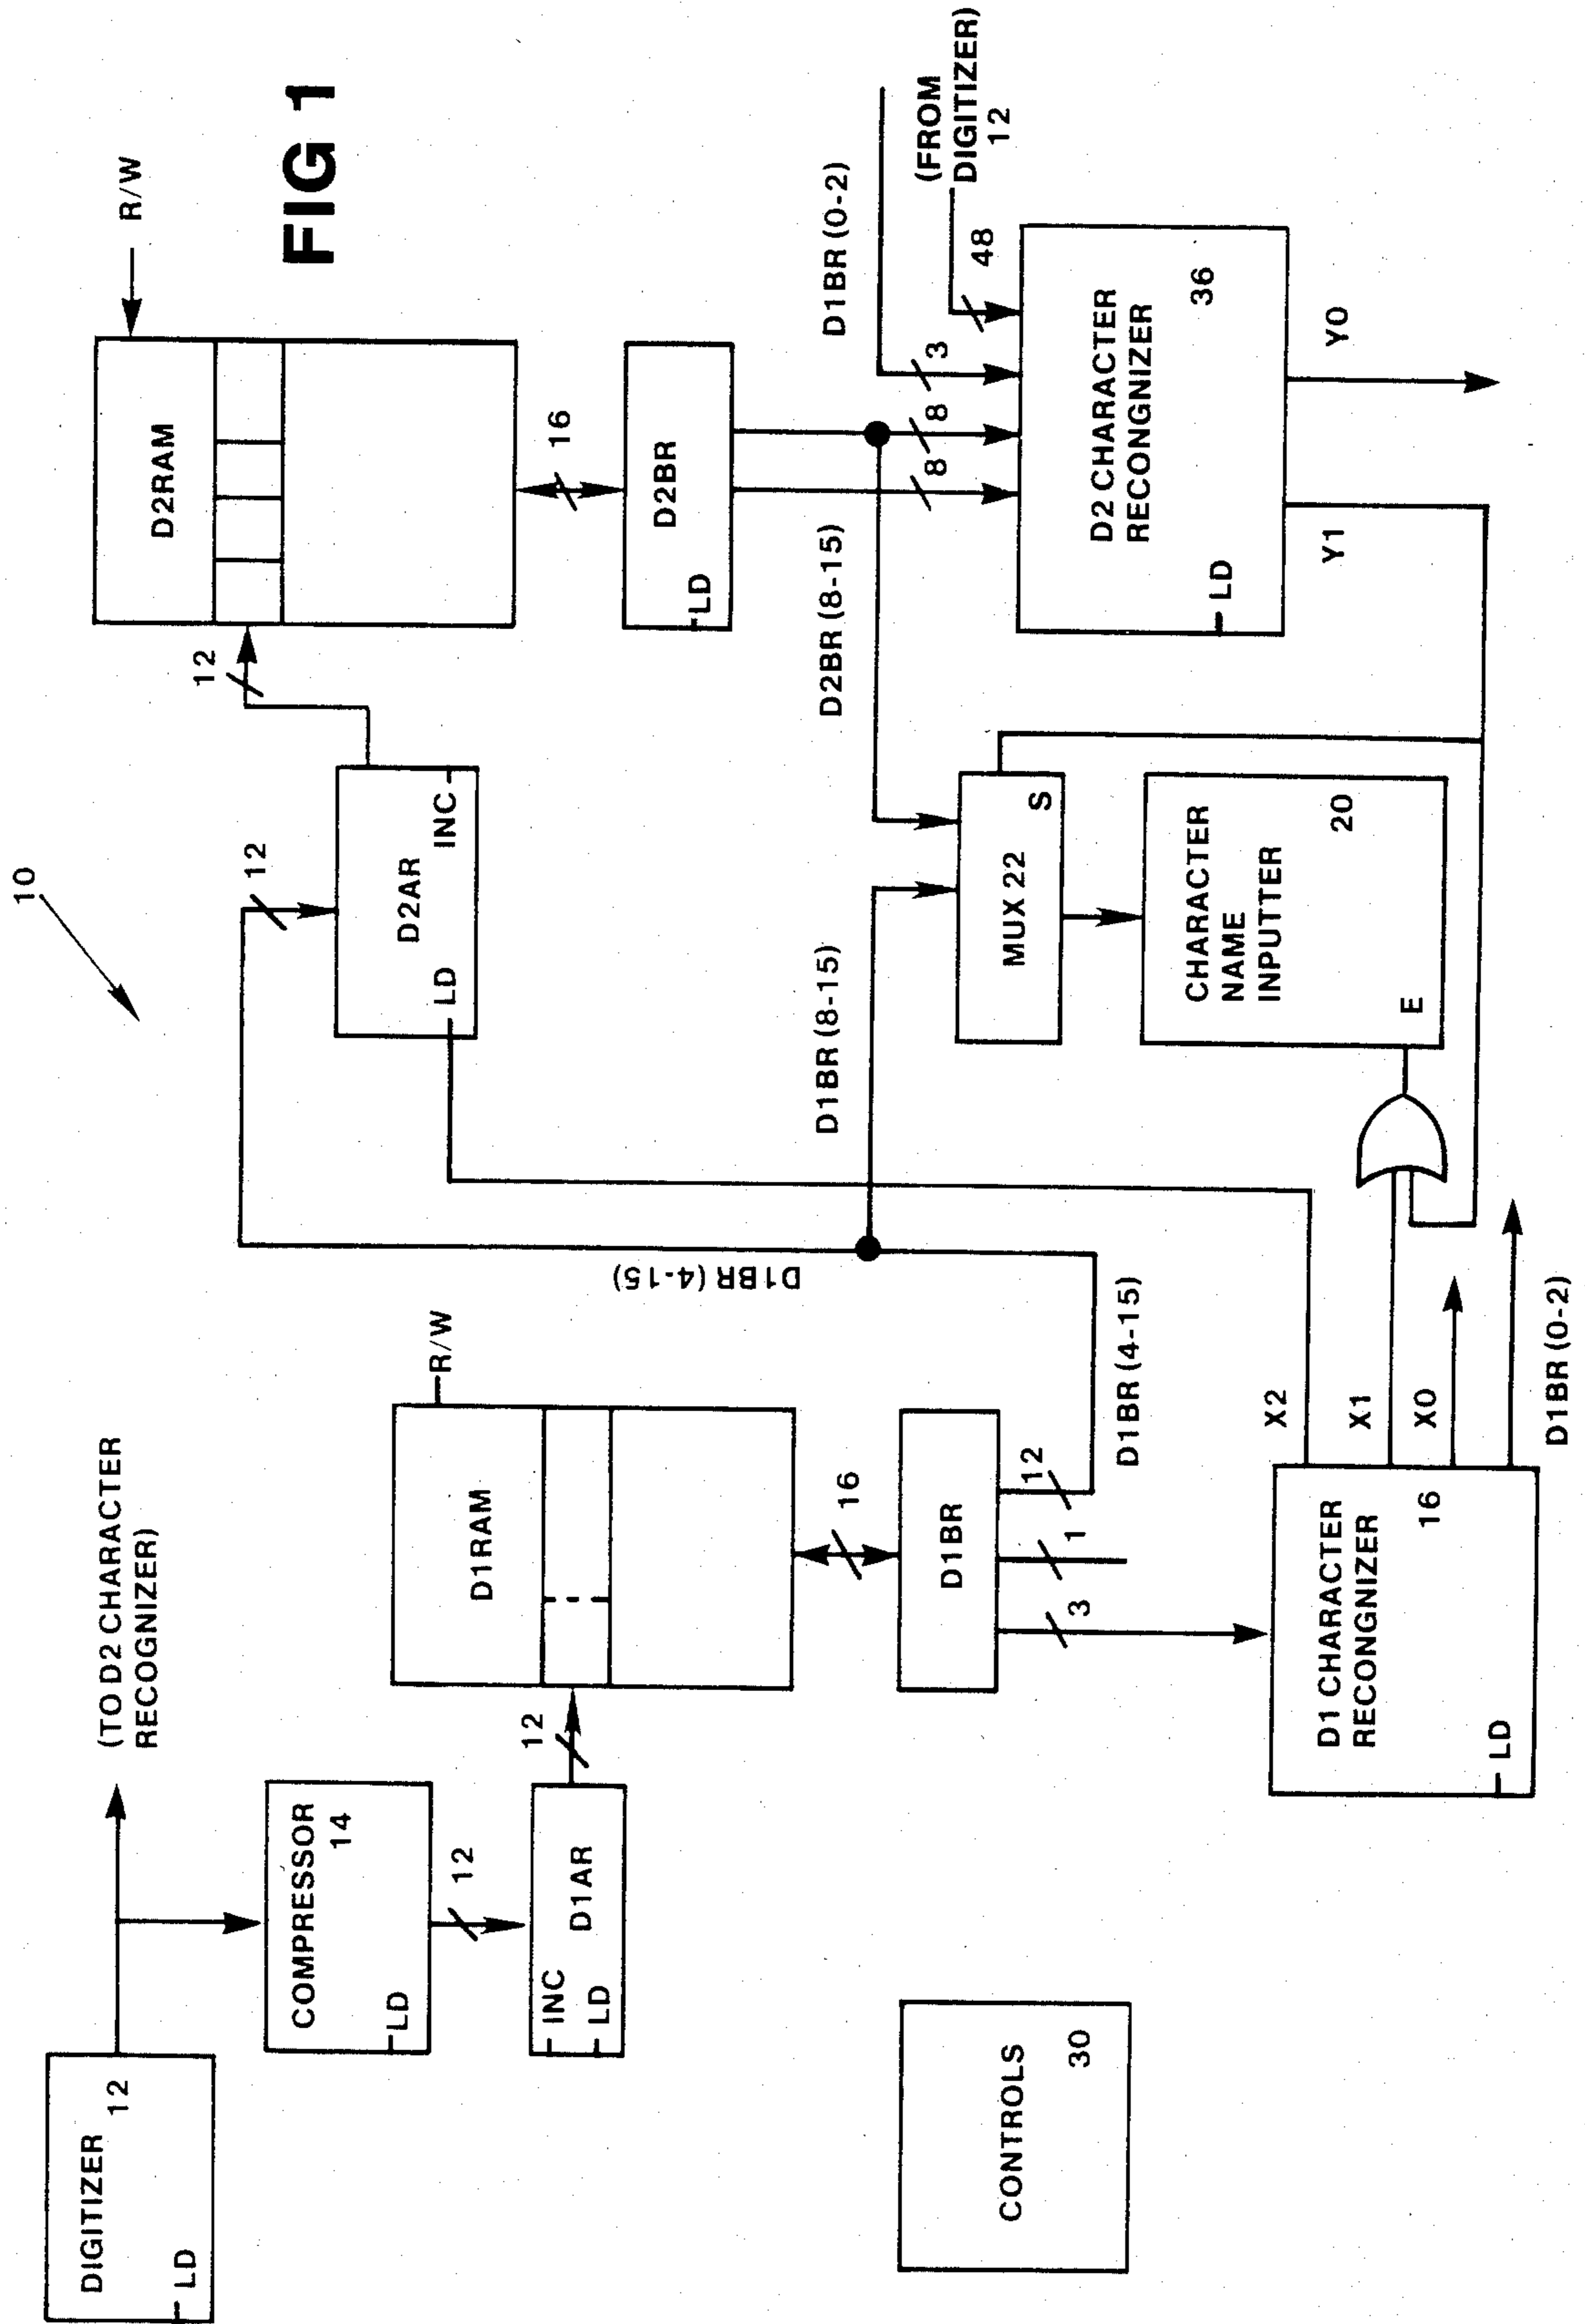 FIG 1
10
DIGITIZER
12
LD
(TO D2 CHARACTER
RECOGNIZER)
COMPRESSOR
14
LD
12
INC
LD
D1AR
12
D1RAM
R/W
16
D1BR
3
1
12
D1BR (4-15)
D1BR (4-15)
D1 CHARACTER
RECONGNIZER
16
LD
X2
X1
X0
D1BR (0-2)
CONTROLS
30
12
D2AR
LD
INC
12
D2RAM
R/W
16
D2BR
LD
D1BR (8-15)
D2BR (8-15)
D1BR (0-2)
(FROM
DIGITIZER)
12
8
8
3
48
MUX 22
S
CHARACTER
NAME
INPUTTER
20
E
D2 CHARACTER
RECONGNIZER
36
LD
Y1
Y0